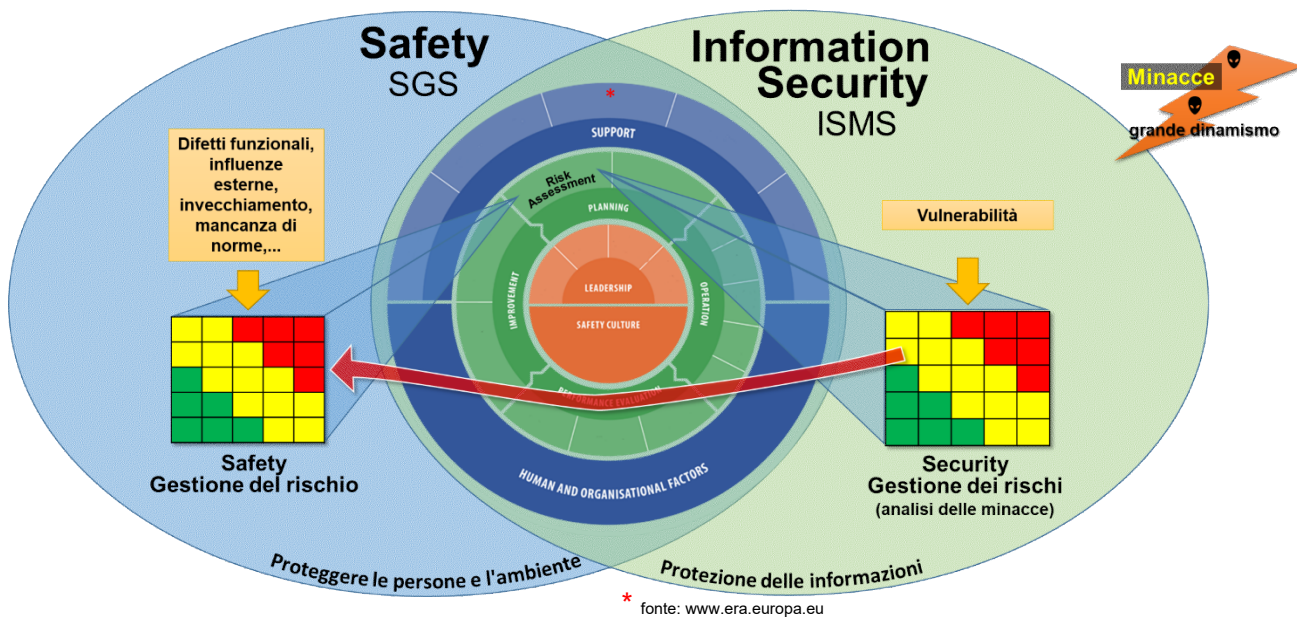 Safety
SGS
Information
Security
ISMS
Minacce
grande dinamismo
Difetti funzionali,
influenze
esterne,
invecchiamento,
mancanza di
norme,...
Vulnerabilità
*
SUPPORT
Risk
Assessment
PLANNING
IMPROVEMENT
OPERATION
LEADERSHIP
SAFETY CULTURE
PERFORMANCE EVALUATION
HUMAN AND ORGANISATIONAL FACTORS
Safety
Gestione del rischio
Security
Gestione dei rischi
(analisi delle minacce)
Proteggere le persone e l'ambiente
Protezione delle informazioni
* fonte: www.era.europa.eu